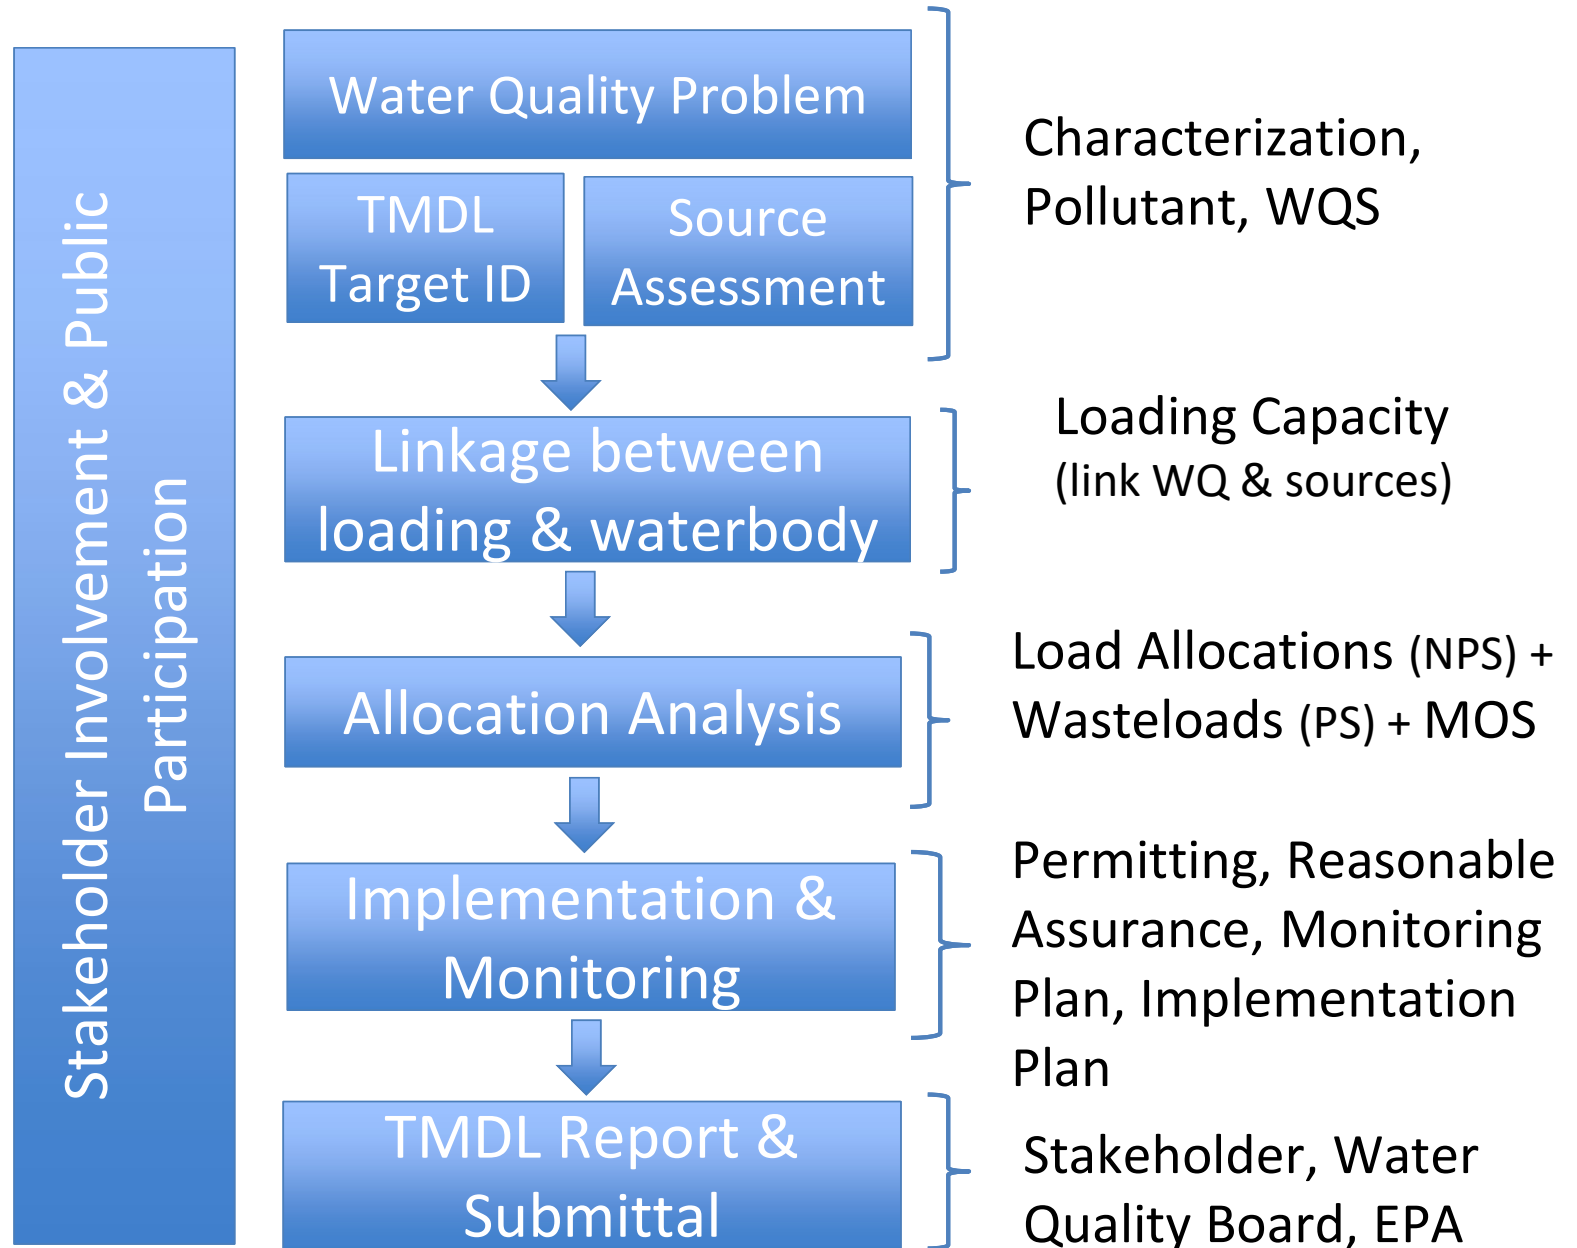 Stakeholder Involvement & Public
Participation
Water Quality Problem
TMDL
Target ID
Source
Assessment
Characterization,
Pollutant, WQS
Linkage between
loading & waterbody
Loading Capacity
(link WQ & sources)
Allocation Analysis
Load Allocations (NPS) +
Wasteloads (PS) + MOS
Implementation &
Monitoring
Permitting, Reasonable
Assurance, Monitoring
Plan, Implementation
Plan
TMDL Report &
Submittal
Stakeholder, Water
Quality Board, EPA